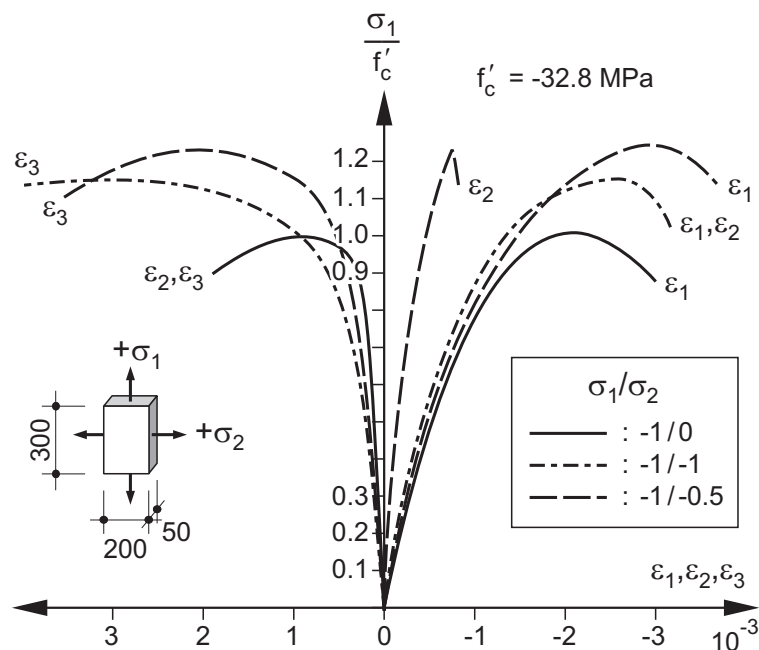 σ1
f′c
f′c = -32.8 MPa
1.2
1.1
1.0
0.9
0.3
0.2
0.1
ε3
ε3
ε2,ε3
ε2
ε1
ε1,ε2
ε1
+σ1
+σ2
300
200
50
σ1/σ2
: -1/0
: -1/-1
: -1/-0.5
ε1,ε2,ε3
3 2 1 0 -1 -2 -3 10-3